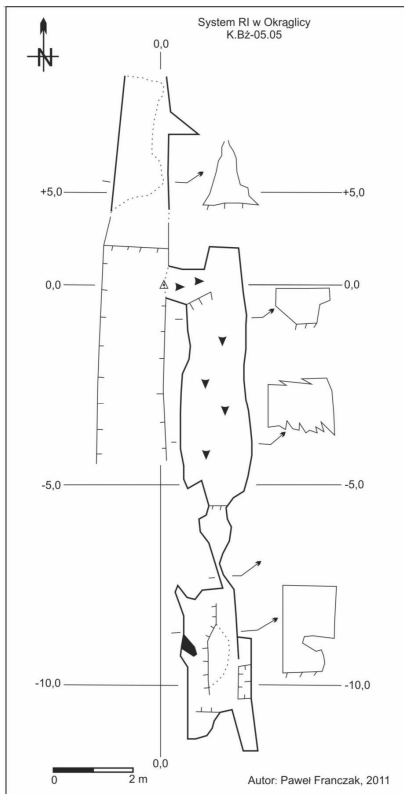 System RI w Okrąglicy
K.Bż-05.05
N
0,0
+5,0
+5,0
0,0
0,0
-5,0
-5,0
-10,0
-10,0
0,0
0
2 m
Autor: Paweł Franczak, 2011